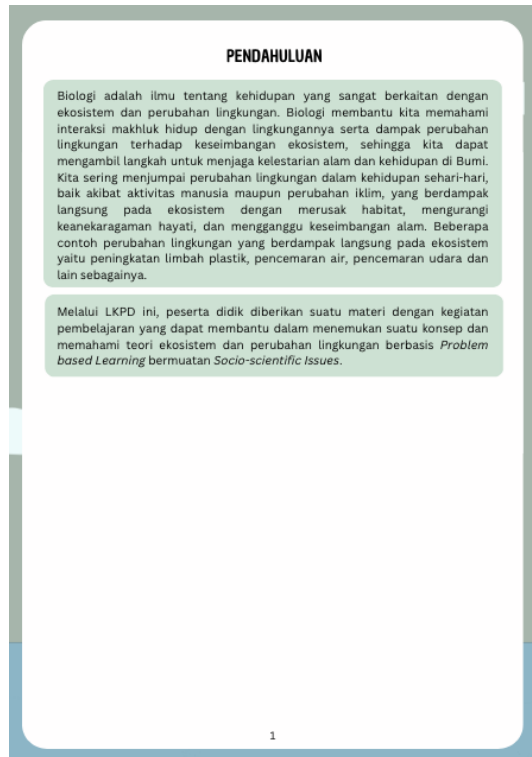 PENDAHULUAN
Biologi adalah ilmu tentang kehidupan yang sangat berkaitan dengan
ekosistem dan perubahan lingkungan. Biologi membantu kita memahami
interaksi makhluk hidup dengan lingkungannya serta dampak perubahan
lingkungan terhadap keseimbangan ekosistem, sehingga kita dapat
mengambil langkah untuk menjaga kelestarian alam dan kehidupan di Bumi.
Kita sering menjumpai perubahan lingkungan dalam kehidupan sehari-hari,
baik akibat aktivitas manusia maupun perubahan iklim, yang berdampak
langsung pada ekosistem dengan merusak habitat, mengurangi
keanekaragaman hayati, dan mengganggu keseimbangan alam. Beberapa
contoh perubahan lingkungan yang berdampak langsung pada ekosistem
yaitu peningkatan limbah plastik, pencemaran air, pencemaran udara dan
lain sebagainya.
Melalui LKPD ini, peserta didik diberikan suatu materi dengan kegiatan
pembelajaran yang dapat membantu dalam menemukan suatu konsep dan
memahami teori ekosistem dan perubahan lingkungan berbasis Problem
based Learning bermuatan Socio-scientific Issues.
1